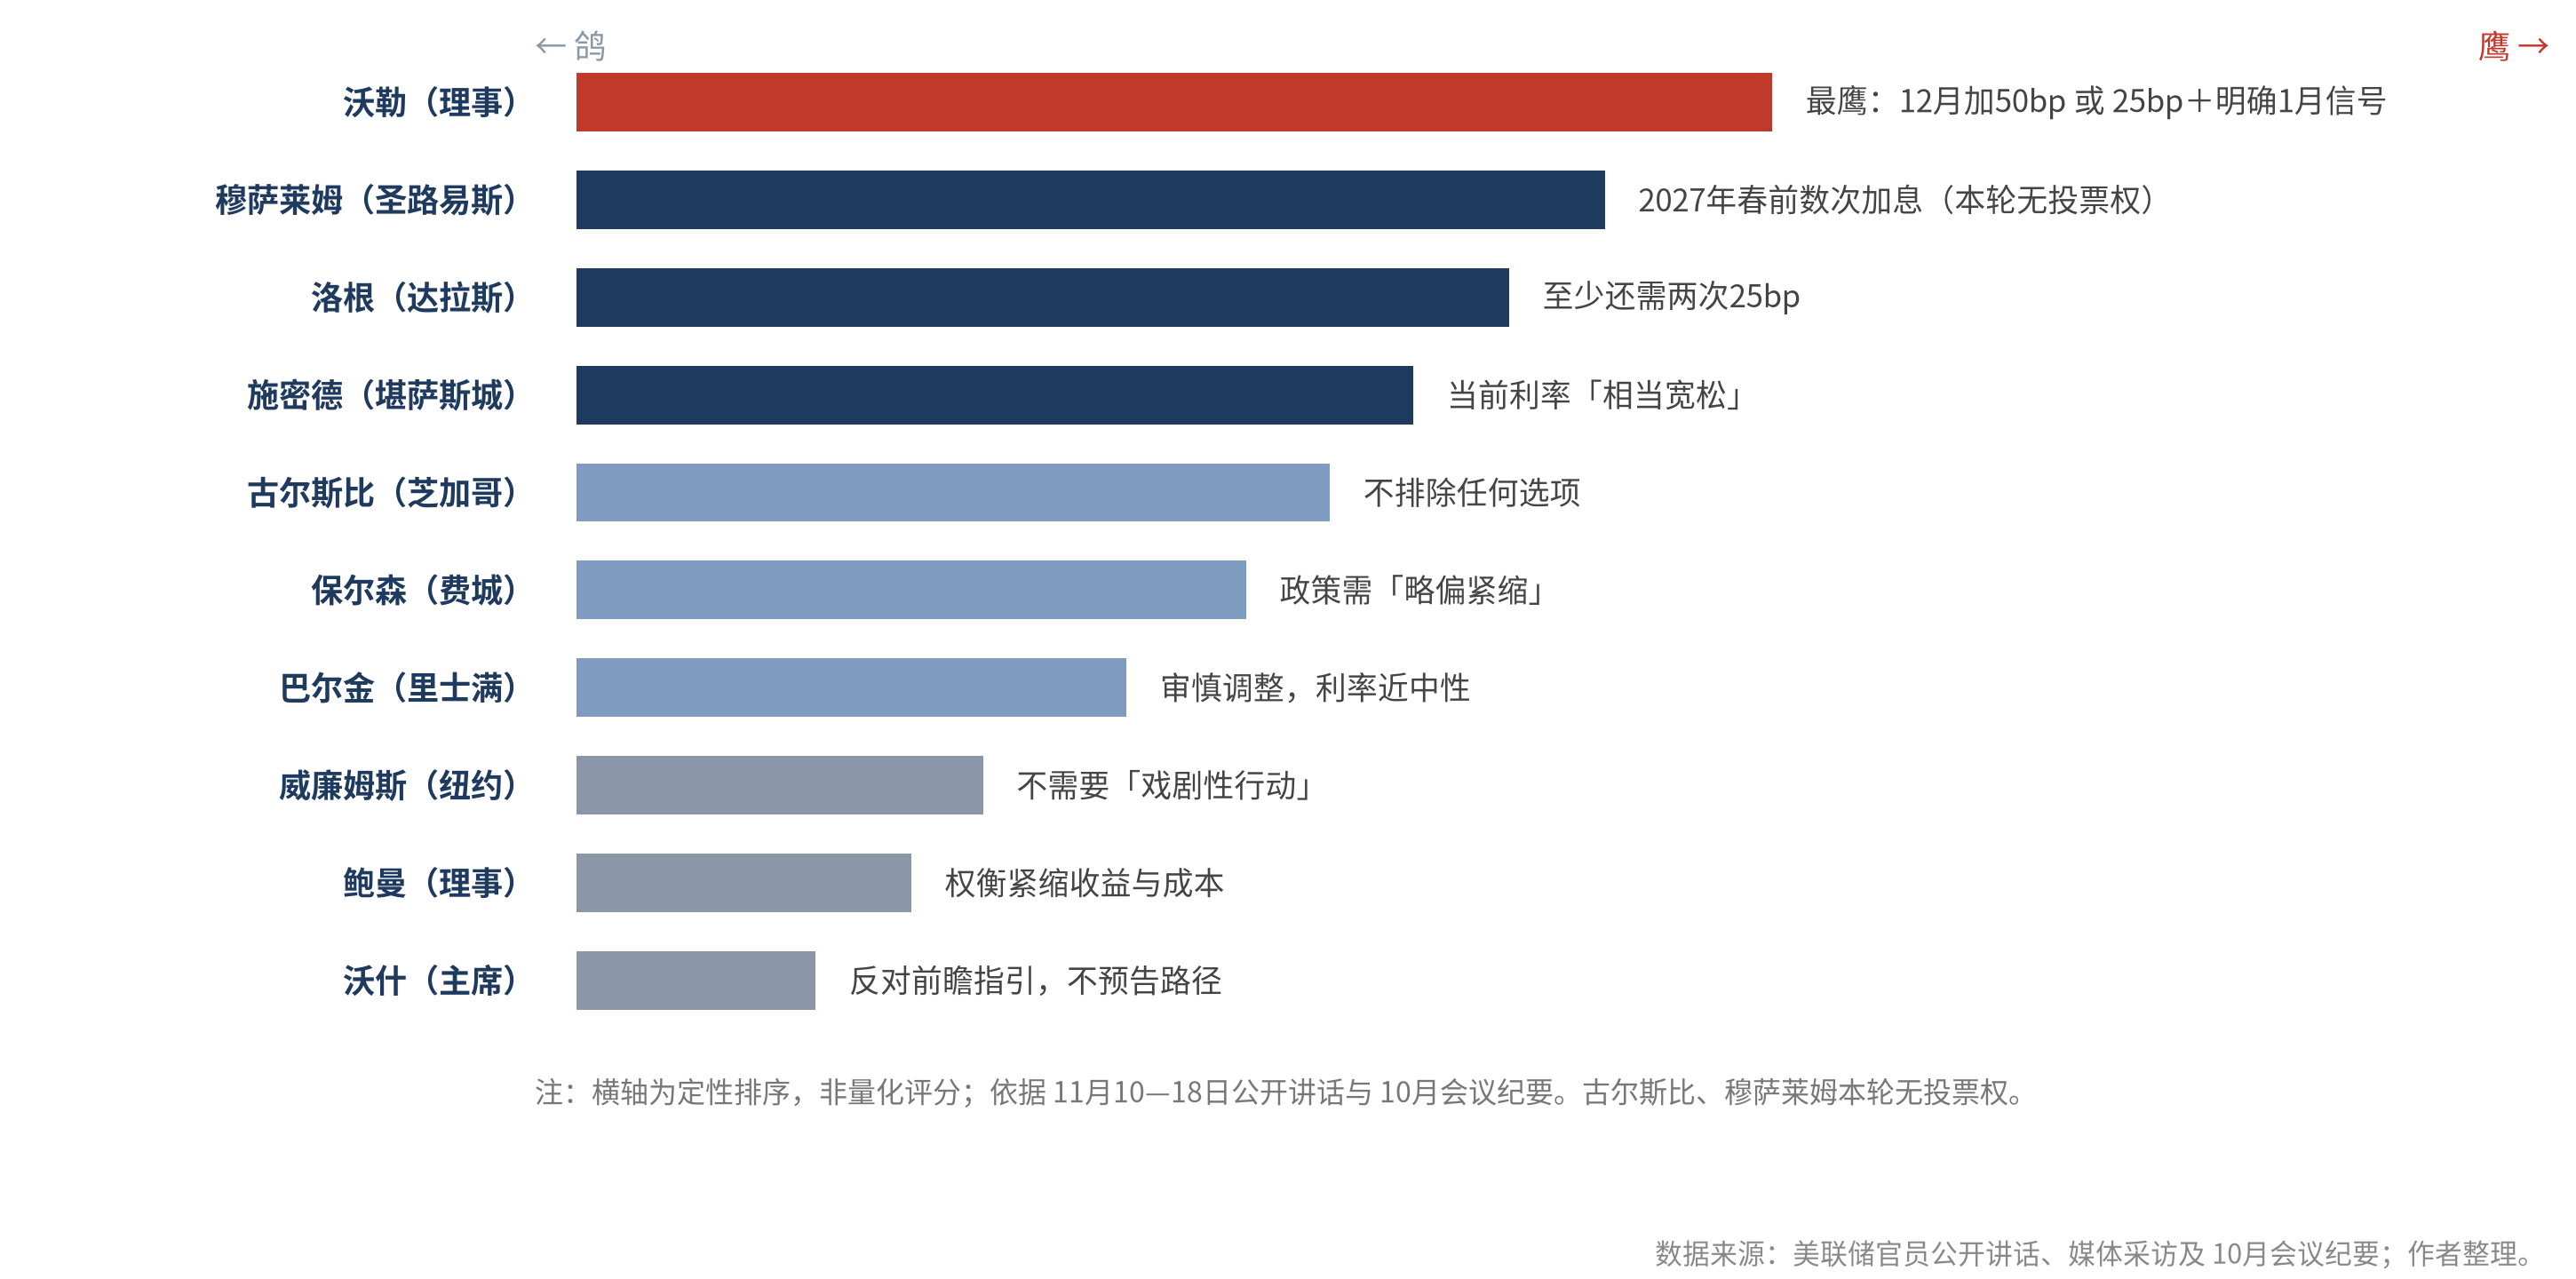 ← 鸽
鹰 →
沃勒（理事）
最鹰：12月加50bp 或 25bp＋明确1月信号
穆萨莱姆（圣路易斯）
2027年春前数次加息（本轮无投票权）
洛根（达拉斯）
至少还需两次25bp
施密德（堪萨斯城）
当前利率「相当宽松」
古尔斯比（芝加哥）
不排除任何选项
保尔森（费城）
政策需「略偏紧缩」
巴尔金（里士满）
审慎调整，利率近中性
威廉姆斯（纽约）
不需要「戏剧性行动」
鲍曼（理事）
权衡紧缩收益与成本
沃什（主席）
反对前瞻指引，不预告路径
注：横轴为定性排序，非量化评分；依据 11月10—18日公开讲话与 10月会议纪要。古尔斯比、穆萨莱姆本轮无投票权。
数据来源：美联储官员公开讲话、媒体采访及 10月会议纪要；作者整理。